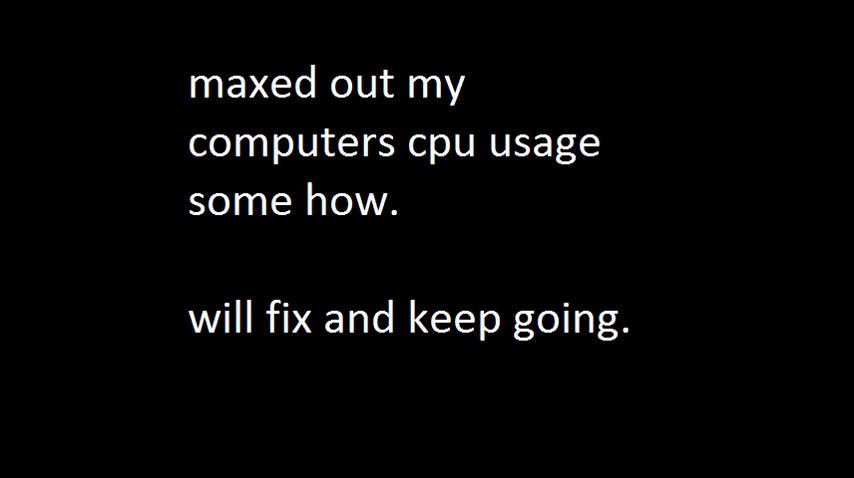 maxed out my
computers cpu usage
some how.
will fix and keep going.